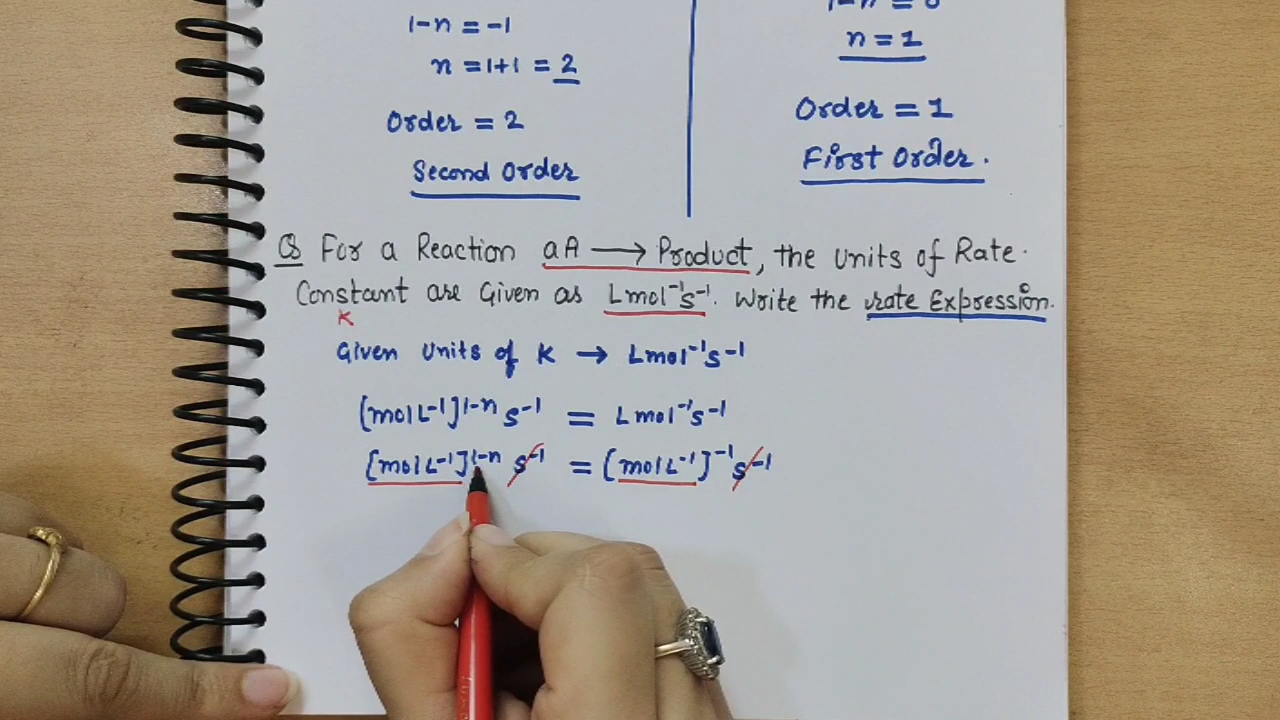 1-n = -1
n = 1+1 = 2
Order = 2
Second Order
n = 1
Order = 1
First Order.
Q For a Reaction aA → Product, the Units of Rate.
Constant are Given as Lmol⁻¹s⁻¹. Write the rate Expression.
K
Given Units of K → Lmol⁻¹s⁻¹
[mol L⁻¹]¹⁻ⁿ s⁻¹ = Lmol⁻¹s⁻¹
[mol L⁻¹]¹⁻ⁿ s⁻¹ = [mol L⁻¹]⁻¹ s⁻¹